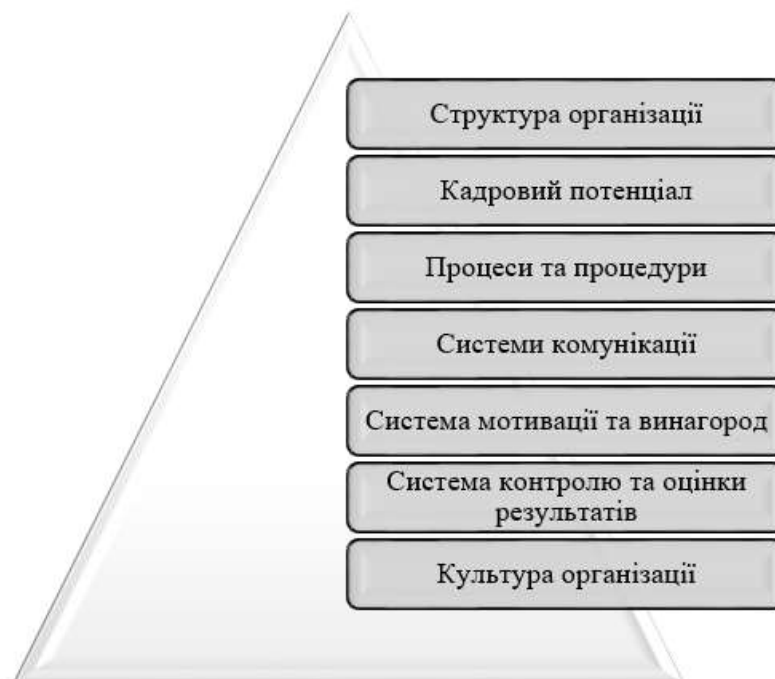 Структура організації
Кадровий потенціал
Процеси та процедури
Системи комунікації
Система мотивації та винагород
Система контролю та оцінки
результатів
Культура організації